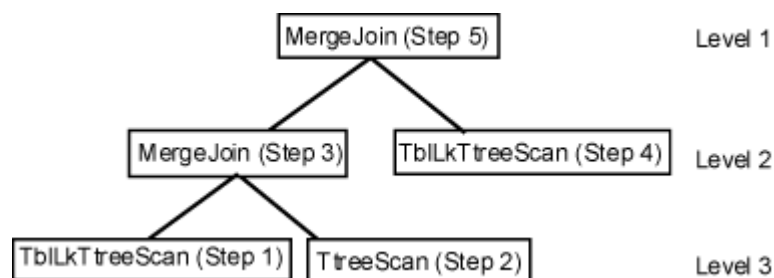 MergeJoin (Step 5) Level 1
MergeJoin (Step 3) TblLkTtreeScan (Step 4) Level 2
TblLkTtreeScan (Step 1) TtreeScan (Step 2) Level 3